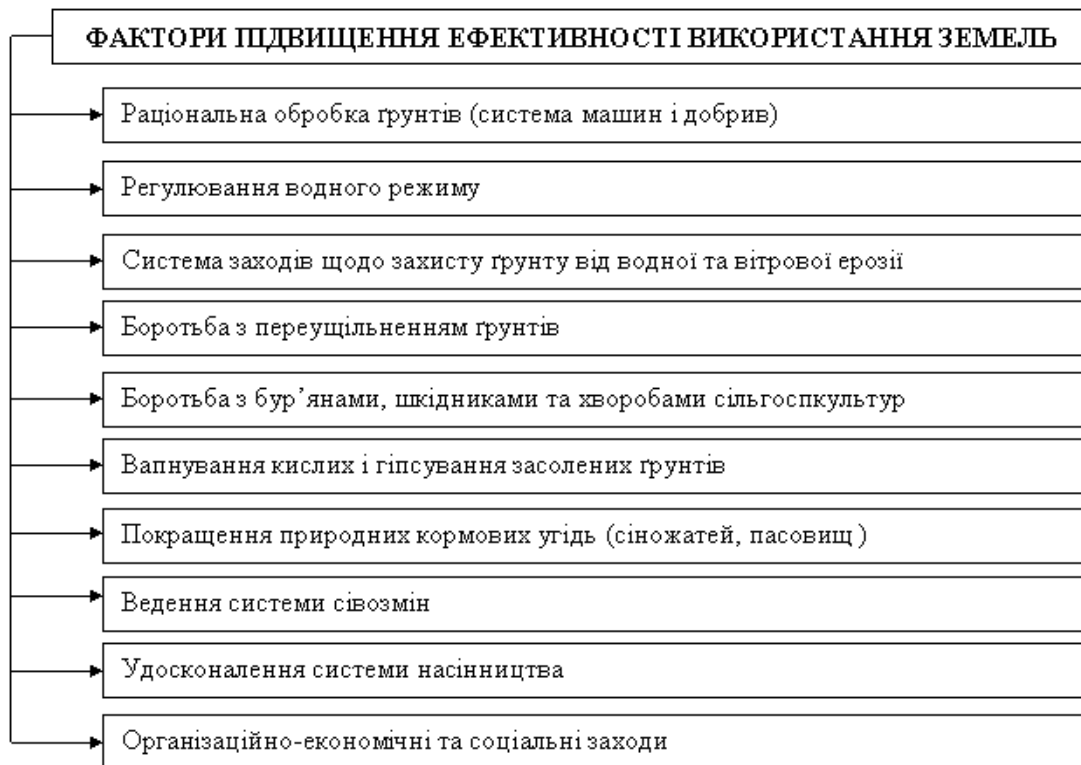 ФАКТОРИ ПІДВИЩЕННЯ ЕФЕКТИВНОСТІ ВИКОРИСТАННЯ ЗЕМЕЛЬ
Раціональна обробка ґрунтів (система машин і добрив)
Регулювання водного режиму
Система заходів щодо захисту ґрунту від водної та вітрової ерозії
Боротьба з переущільненням ґрунтів
Боротьба з бур’янами, шкідниками та хворобами сільгоспкультур
Вапнування кислих і гіпсування засолених ґрунтів
Покращення природних кормових угідь (сіножатей, пасовищ )
Ведення системи сівозмін
Удосконалення системи насінництва
Організаційно-економічні та соціальні заходи